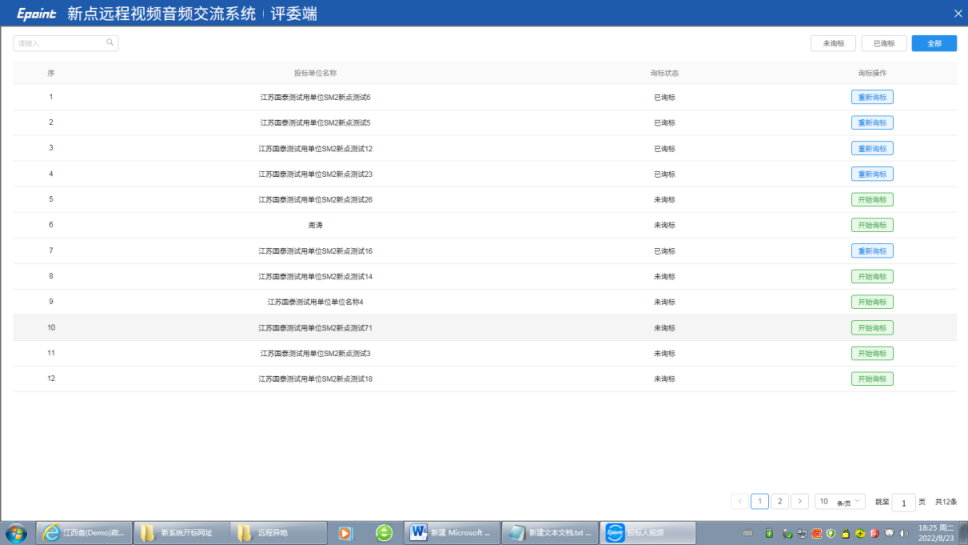 Epoint 新点远程视频音频交流系统 | 评委端
请输入
未询标 已询标 全部
序 投标单位名称 询标状态 询标操作
1 江苏国泰测试用单位SM2新点测试6 已询标 重新询标
2 江苏国泰测试用单位SM2新点测试5 已询标 重新询标
3 江苏国泰测试用单位SM2新点测试12 已询标 重新询标
4 江苏国泰测试用单位SM2新点测试23 已询标 重新询标
5 江苏国泰测试用单位SM2新点测试26 未询标 开始询标
6 周涛 未询标 开始询标
7 江苏国泰测试用单位SM2新点测试16 已询标 重新询标
8 江苏国泰测试用单位SM2新点测试14 未询标 开始询标
9 江苏国泰测试用单位单位名称4 未询标 开始询标
10 江苏国泰测试用单位SM2新点测试71 未询标 开始询标
11 江苏国泰测试用单位SM2新点测试3 未询标 开始询标
12 江苏国泰测试用单位SM2新点测试18 未询标 开始询标
1 2 10 条/页 跳至 1 页 共12条
江西省(Demo)政... 新系统开标网址 远程异地 新建 Microsoft ... 新建文本文档.txt ... 招标人视频 18:25 周二
2022/8/23